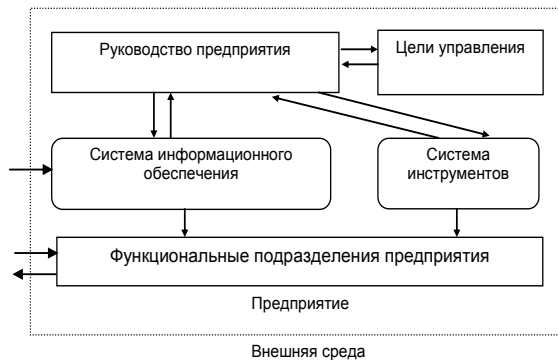 Руководство предприятия
Цели управления
Система информационного
обеспечения
Система
инструментов
Функциональные подразделения предприятия
Предприятие
Внешняя среда